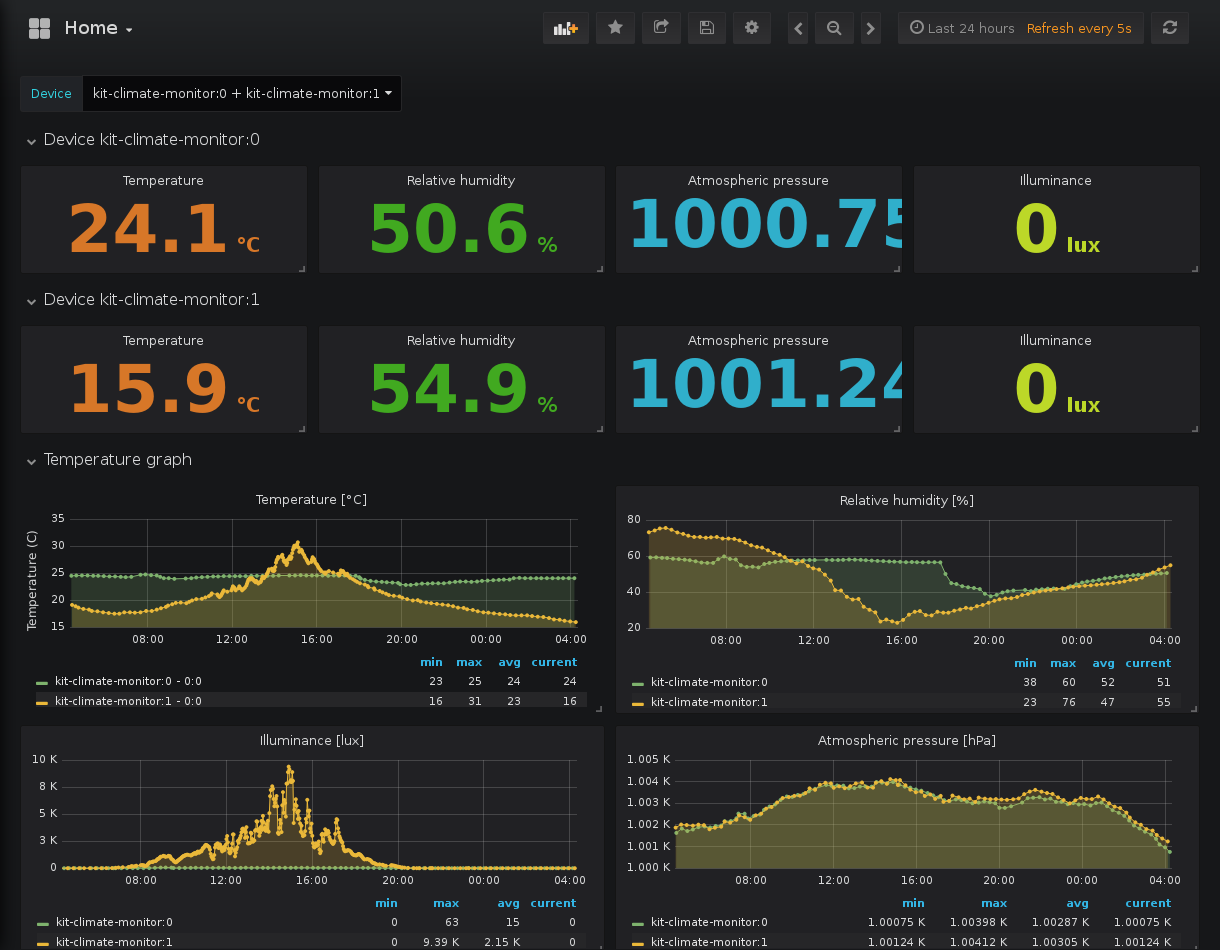 Home
Last 24 hours Refresh every 5s
Device kit-climate-monitor:0 + kit-climate-monitor:1
Device kit-climate-monitor:0
Temperature Relative humidity Atmospheric pressure Illuminance
24.1 °C 50.6 % 1000.75 0 lux
Device kit-climate-monitor:1
Temperature Relative humidity Atmospheric pressure Illuminance
15.9 °C 54.9 % 1001.24 0 lux
Temperature graph
Temperature [°C]
Temperature (C)
35
30
25
20
15
08:00 12:00 16:00 20:00 00:00 04:00
min max avg current
kit-climate-monitor:0 - 0:0 23 25 24 24
kit-climate-monitor:1 - 0:0 16 31 23 16
Relative humidity [%]
80
60
40
20
08:00 12:00 16:00 20:00 00:00 04:00
min max avg current
kit-climate-monitor:0 38 60 52 51
kit-climate-monitor:1 23 76 47 55
Illuminance [lux]
10 K
8 K
5 K
3 K
0
08:00 12:00 16:00 20:00 00:00 04:00
min max avg current
kit-climate-monitor:0 0 63 15 0
kit-climate-monitor:1 0 9.39 K 2.15 K 0
Atmospheric pressure [hPa]
1.005 K
1.004 K
1.003 K
1.002 K
1.001 K
1.000 K
08:00 12:00 16:00 20:00 00:00 04:00
min max avg current
kit-climate-monitor:0 1.00075 K 1.00398 K 1.00287 K 1.00075 K
kit-climate-monitor:1 1.00124 K 1.00412 K 1.00305 K 1.00124 K